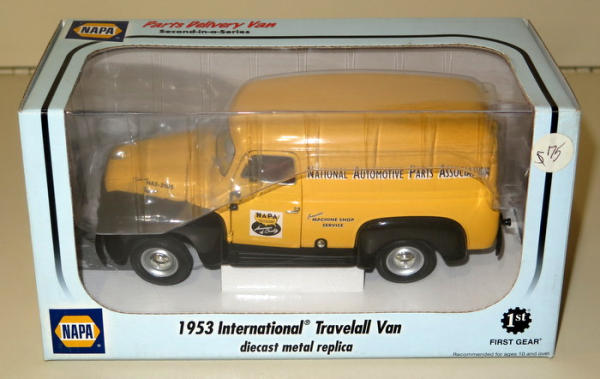 NAPA
Parts Delivery Van
Second-in-a-Series
$75
NATIONAL AUTOMOTIVE PARTS ASSOCIATION
NAPA
MACHINE SHOP
SERVICE
NAPA
1953 International® Travelall Van
diecast metal replica
1st
FIRST GEAR®
Recommended for ages 10 and over.